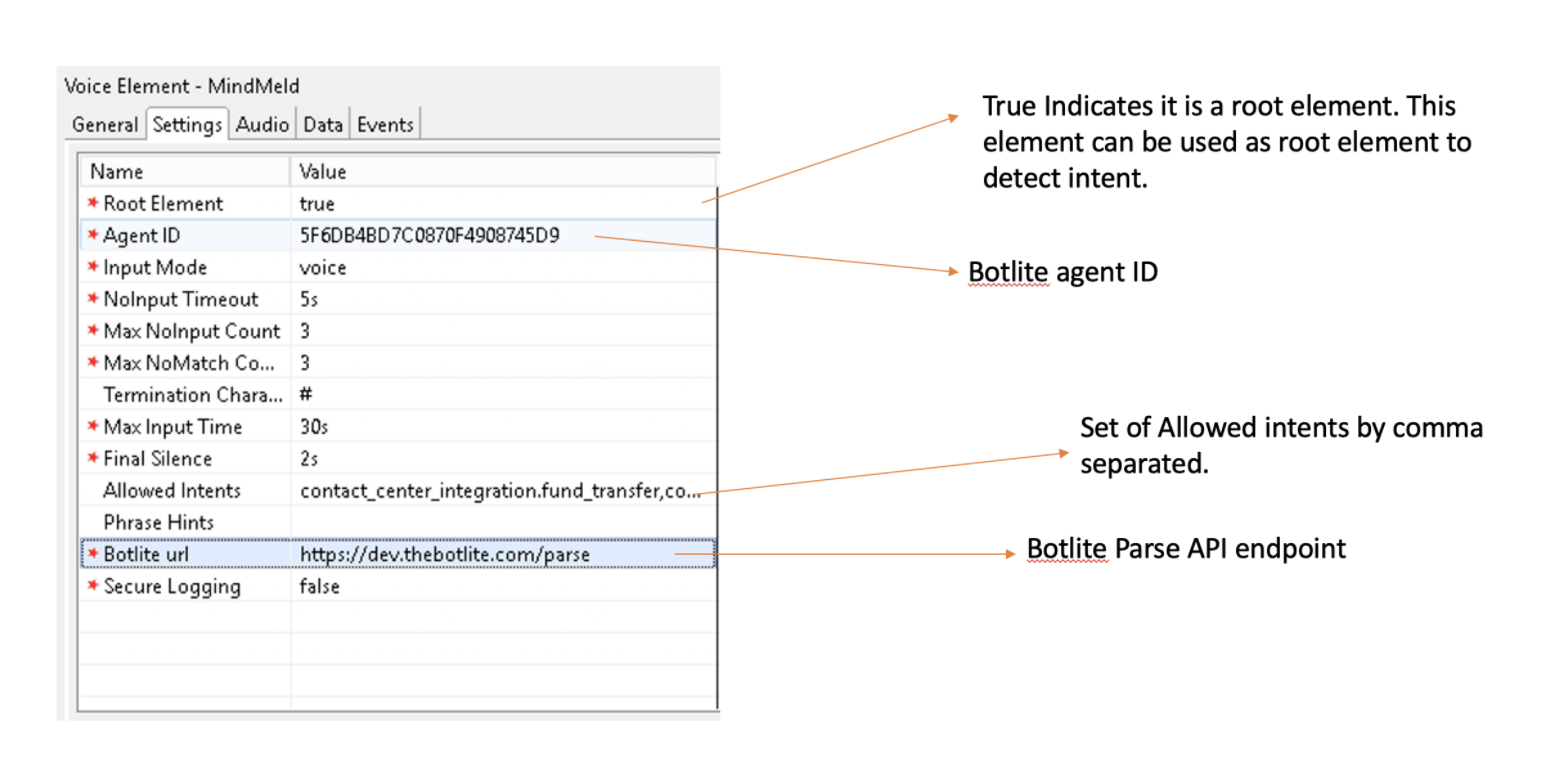 Voice Element - MindMeld
General Settings Audio Data Events
Name Value
* Root Element true
* Agent ID 5F6DB4BD7C0870F4908745D9
* Input Mode voice
* NoInput Timeout 5s
* Max NoInput Count 3
* Max NoMatch Co... 3
Termination Chara... #
* Max Input Time 30s
* Final Silence 2s
Allowed Intents contact_center_integration.fund_transfer,co...
Phrase Hints
* Botlite url https://dev.thebotlite.com/parse
* Secure Logging false
True Indicates it is a root element. This
element can be used as root element to
detect intent.
Botlite agent ID
Set of Allowed intents by comma
separated.
Botlite Parse API endpoint